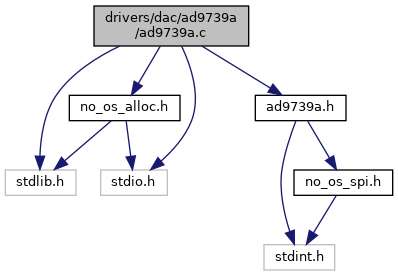 drivers/dac/ad9739a
/ad9739a.c
no_os_alloc.h
ad9739a.h
stdlib.h
stdio.h
no_os_spi.h
stdint.h